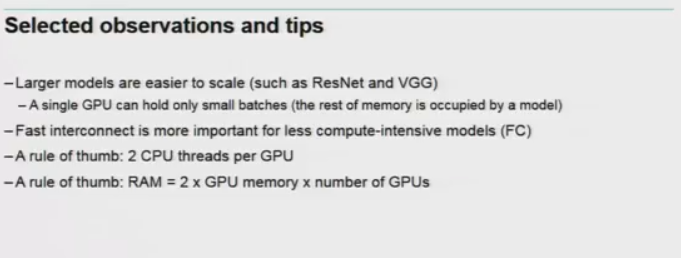 Selected observations and tips
–Larger models are easier to scale (such as ResNet and VGG)
–A single GPU can hold only small batches (the rest of memory is occupied by a model)
–Fast interconnect is more important for less compute-intensive models (FC)
–A rule of thumb: 2 CPU threads per GPU
–A rule of thumb: RAM = 2 x GPU memory x number of GPUs